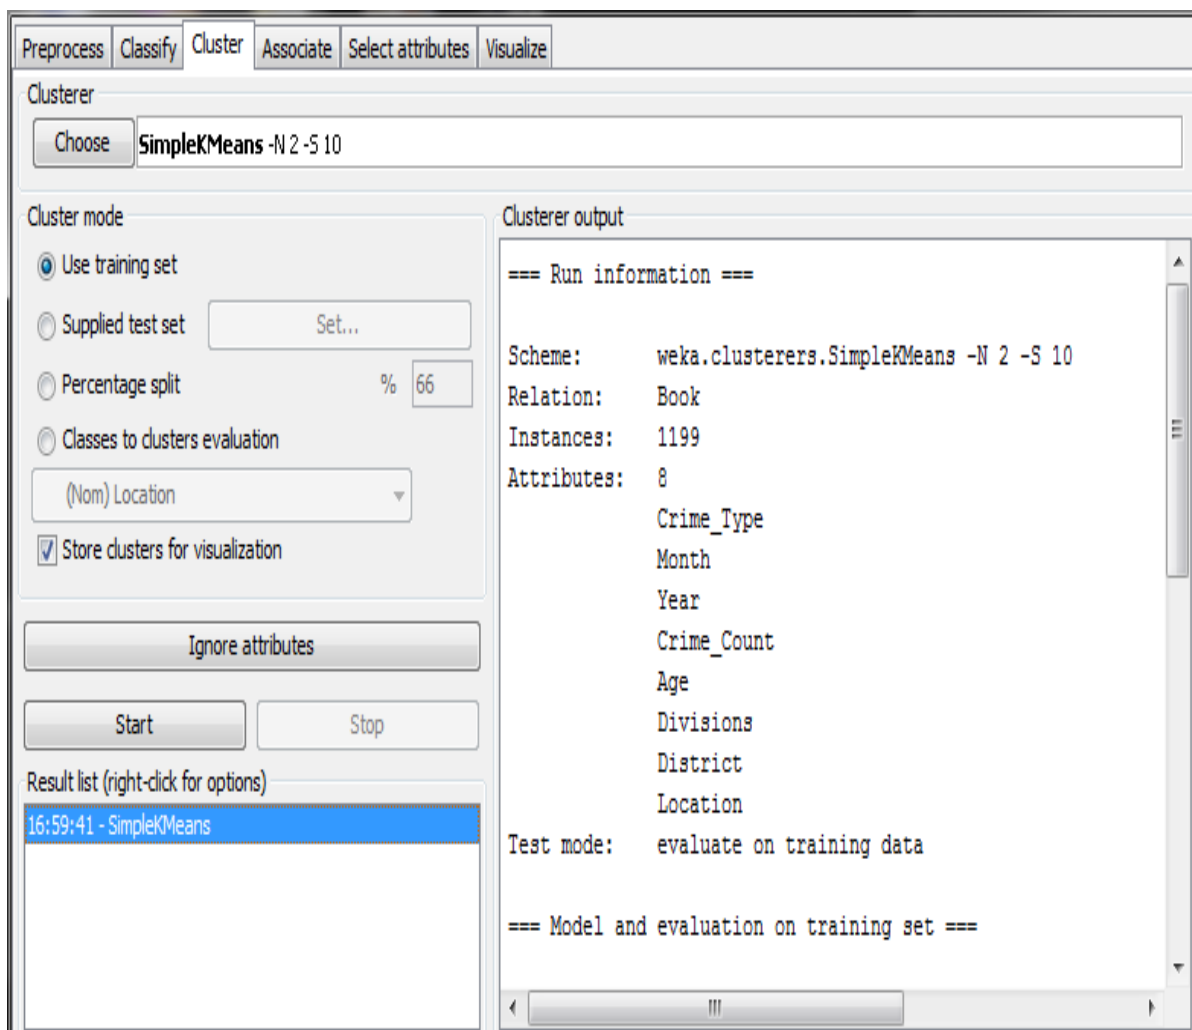 Preprocess Classify Cluster Associate Select attributes Visualize
Clusterer
Choose SimpleKMeans -N 2 -S 10
Cluster mode
Use training set
Supplied test set Set...
Percentage split % 66
Classes to clusters evaluation
(Nom) Location
Store clusters for visualization
Ignore attributes
Start Stop
Result list (right-click for options)
16:59:41 - SimpleKMeans
Clusterer output
=== Run information ===
Scheme: weka.clusterers.SimpleKMeans -N 2 -S 10
Relation: Book
Instances: 1199
Attributes: 8
Crime_Type
Month
Year
Crime_Count
Age
Divisions
District
Location
Test mode: evaluate on training data
=== Model and evaluation on training set ===